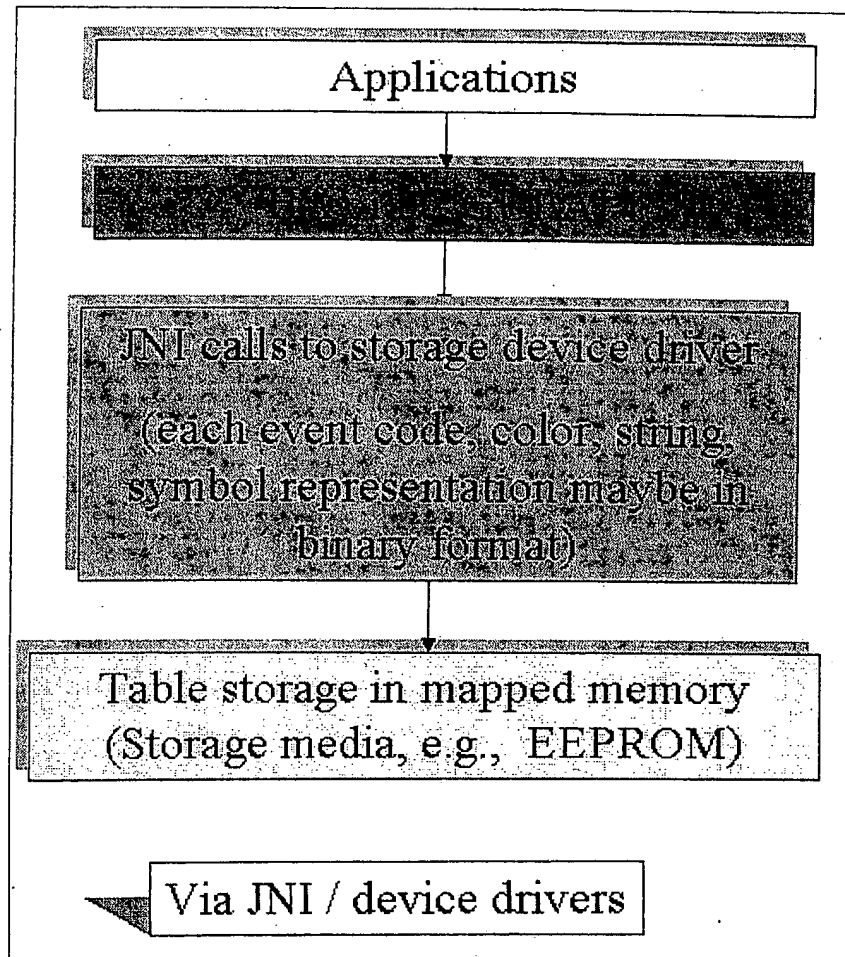 Applications
JNI calls to storage device driver
(each event code, color, string,
symbol representation maybe in
binary format)
Table storage in mapped memory
(Storage media, e.g., EEPROM)
Via JNI / device drivers